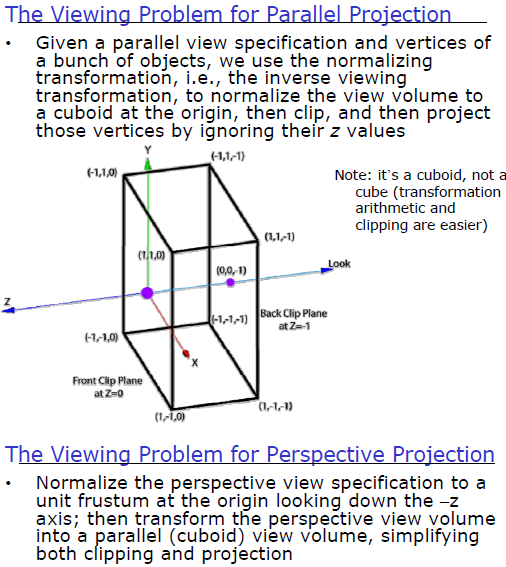 The Viewing Problem for Parallel Projection
• Given a parallel view specification and vertices of
a bunch of objects, we use the normalizing
transformation, i.e., the inverse viewing
transformation, to normalize the view volume to
a cuboid at the origin, then clip, and then project
those vertices by ignoring their z values
Y
(-1,1,-1)
(-1,1,0)
Note: it's a cuboid, not a
cube (transformation
arithmetic and
clipping are easier)
(1,1,-1)
(1,1,0)
Look
(0,0,-1)
Z
(-1,-1,-1)
Back Clip Plane
at Z=-1
(-1,-1,0)
X
Front Clip Plane
at Z=0
(1,-1,-1)
(1,-1,0)
The Viewing Problem for Perspective Projection
• Normalize the perspective view specification to a
unit frustum at the origin looking down the –z
axis; then transform the perspective view volume
into a parallel (cuboid) view volume, simplifying
both clipping and projection